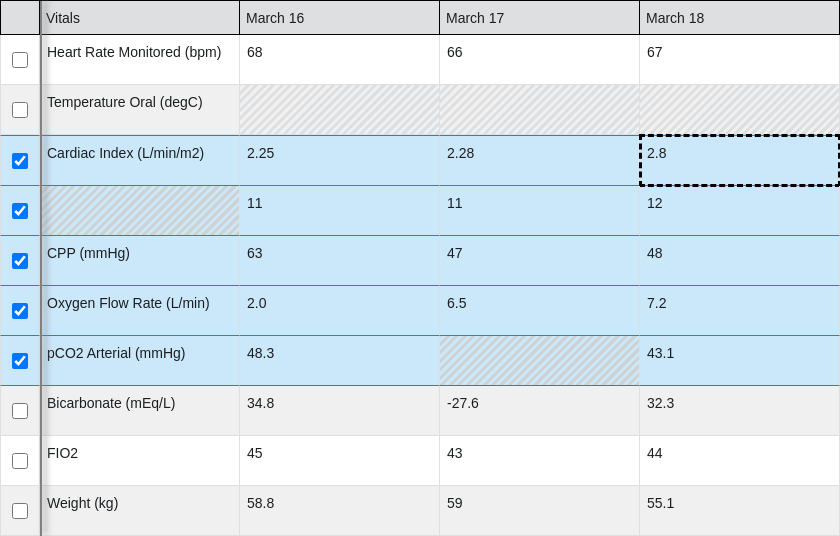 Vitals March 16 March 17 March 18
Heart Rate Monitored (bpm) 68 66 67
Temperature Oral (degC)
Cardiac Index (L/min/m2) 2.25 2.28 2.8
11 11 12
CPP (mmHg) 63 47 48
Oxygen Flow Rate (L/min) 2.0 6.5 7.2
pCO2 Arterial (mmHg) 48.3 43.1
Bicarbonate (mEq/L) 34.8 -27.6 32.3
FIO2 45 43 44
Weight (kg) 58.8 59 55.1